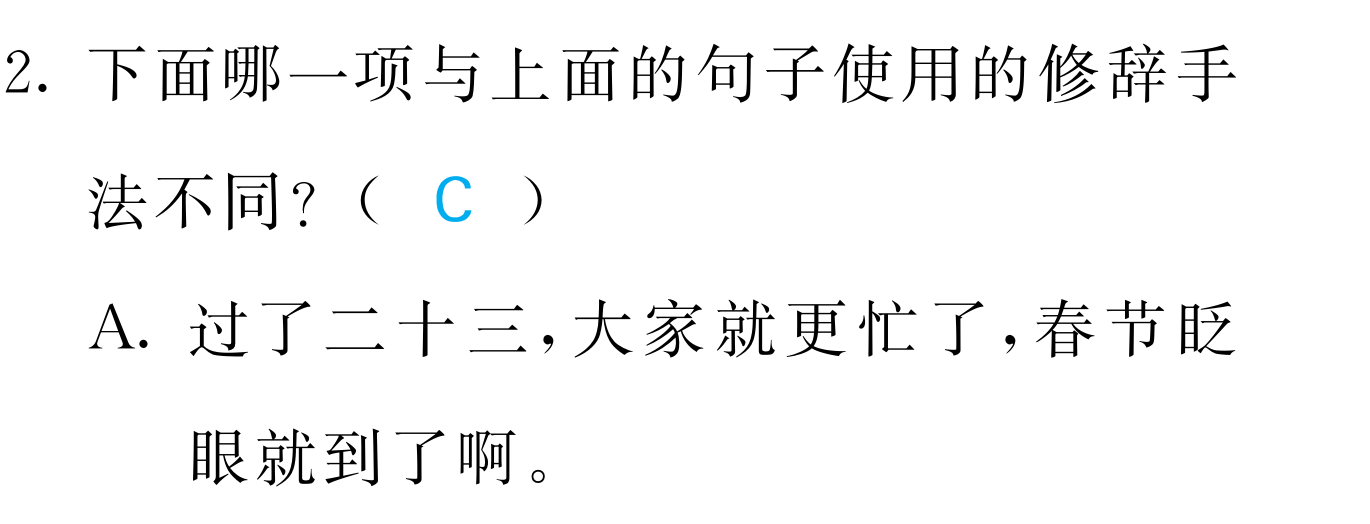 2. 下面哪一项与上面的句子使用的修辞手
法不同?( C )
A. 过了二十三,大家就更忙了,春节眨
眼就到了啊。